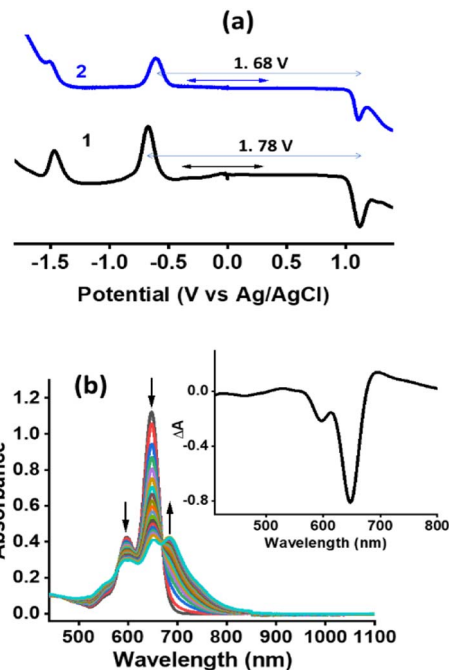 (a)
1. 68 V
2
1
1.78 V
-1.5 -1.0 -0.5 0.0 0.5 1.0
Potential (V vs Ag/AgCl)
(b)
1.2
1.0
0.8
0.6
0.4
0.2
0.0
Absorbance
500 600 700 800 900 1000 1100
Wavelength (nm)
0.0
-0.4
-0.8
ΔA
500 600 700 800
Wavelength (nm)